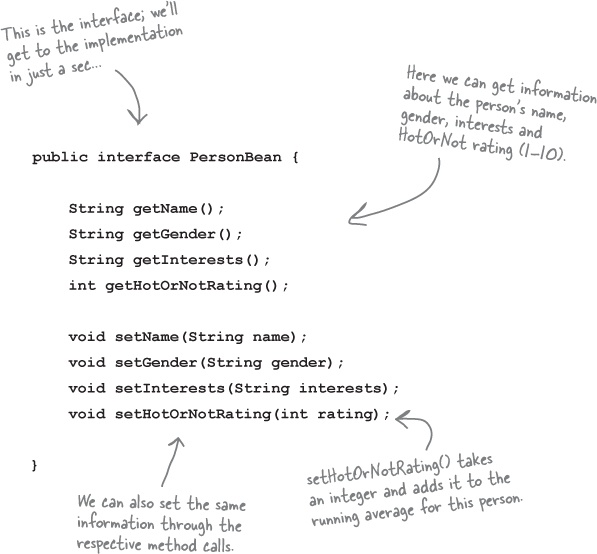 This is the interface; we'll
get to the implementation
in just a sec...
Here we can get information
about the person's name,
gender, interests and
HotOrNot rating (1-10).
public interface PersonBean {
String getName();
String getGender();
String getInterests();
int getHotOrNotRating();
void setName(String name);
void setGender(String gender);
void setInterests(String interests);
void setHotOrNotRating(int rating);
}
We can also set the same
information through the
respective method calls.
setHotOrNotRating() takes
an integer and adds it to the
running average for this person.